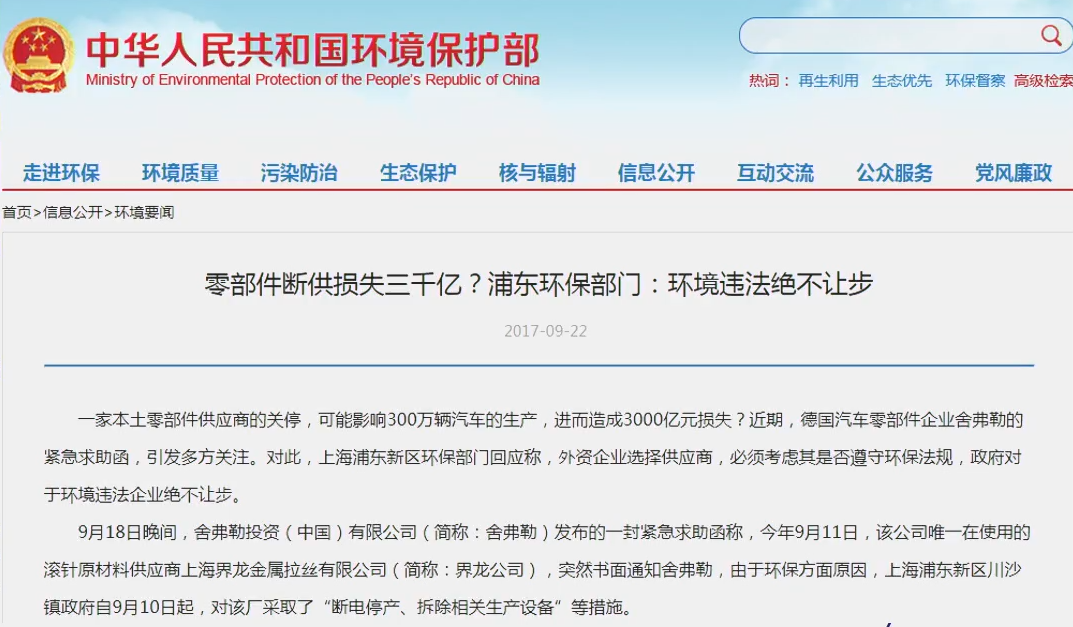 中华人民共和国环境保护部
Ministry of Environmental Protection of the People's Republic of China
热词： 再生利用 生态优先 环保督察 高级检索
走进环保 环境质量 污染防治 生态保护 核与辐射 信息公开 互动交流 公众服务 党风廉政
首页>信息公开>环境要闻
零部件断供损失三千亿？浦东环保部门：环境违法绝不让步
2017-09-22
一家本土零部件供应商的关停，可能影响300万辆汽车的生产，进而造成3000亿元损失？近期，德国汽车零部件企业舍弗勒的
紧急求助函，引发多方关注。对此，上海浦东新区环保部门回应称，外资企业选择供应商，必须考虑其是否遵守环保法规，政府对
于环境违法企业绝不让步。
9月18日晚间，舍弗勒投资（中国）有限公司（简称：舍弗勒）发布的一封紧急求助函称，今年9月11日，该公司唯一在使用的
滚针原材料供应商上海界龙金属拉丝有限公司（简称：界龙公司），突然书面通知舍弗勒，由于环保方面原因，上海浦东新区川沙
镇政府自9月10日起，对该厂采取了“断电停产、拆除相关生产设备”等措施。